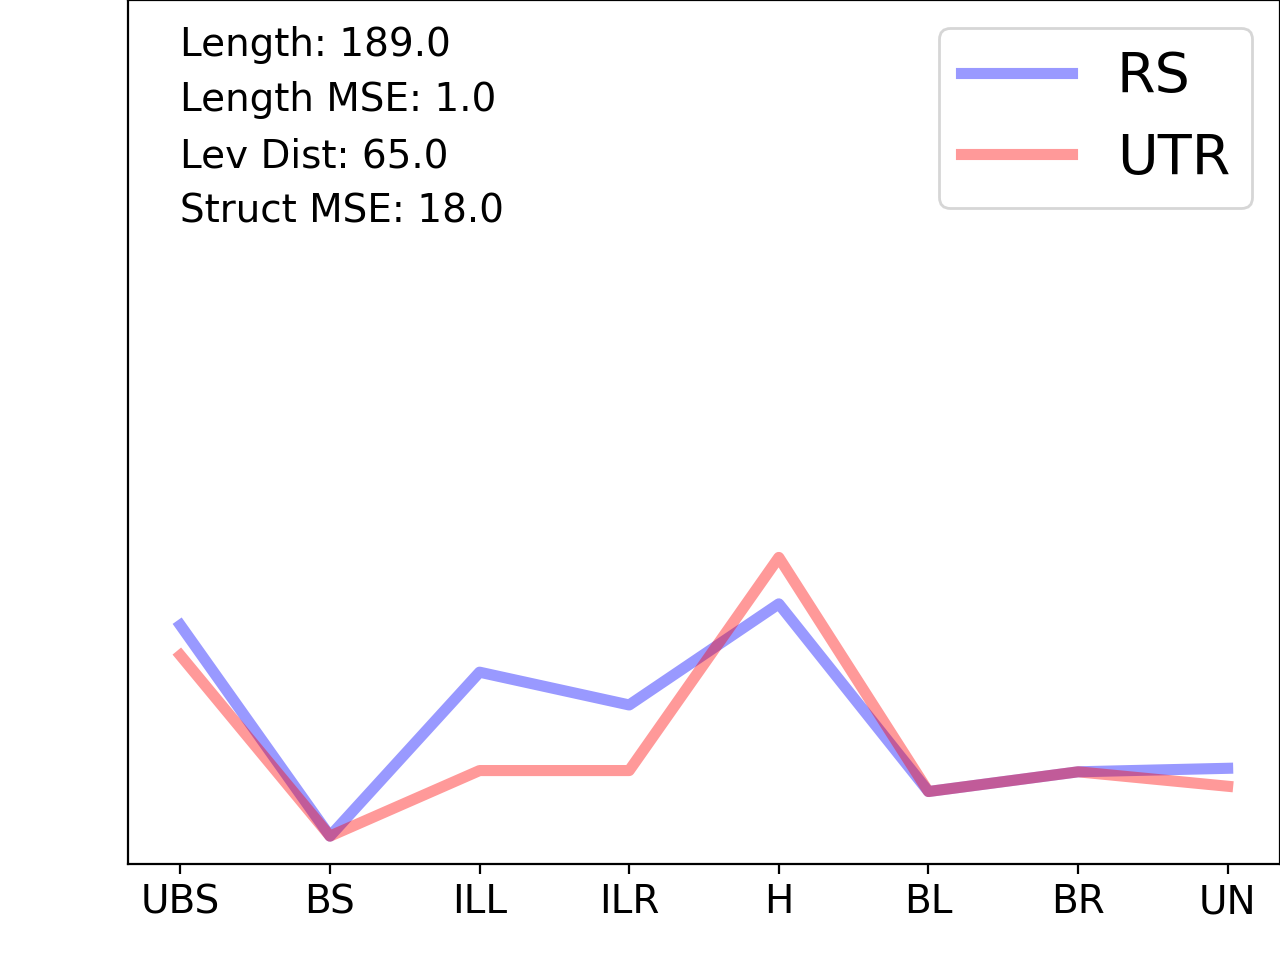 Length: 189.0
Length MSE: 1.0
Lev Dist: 65.0
Struct MSE: 18.0
RS
UTR
UBS BS ILL ILR H BL BR UN